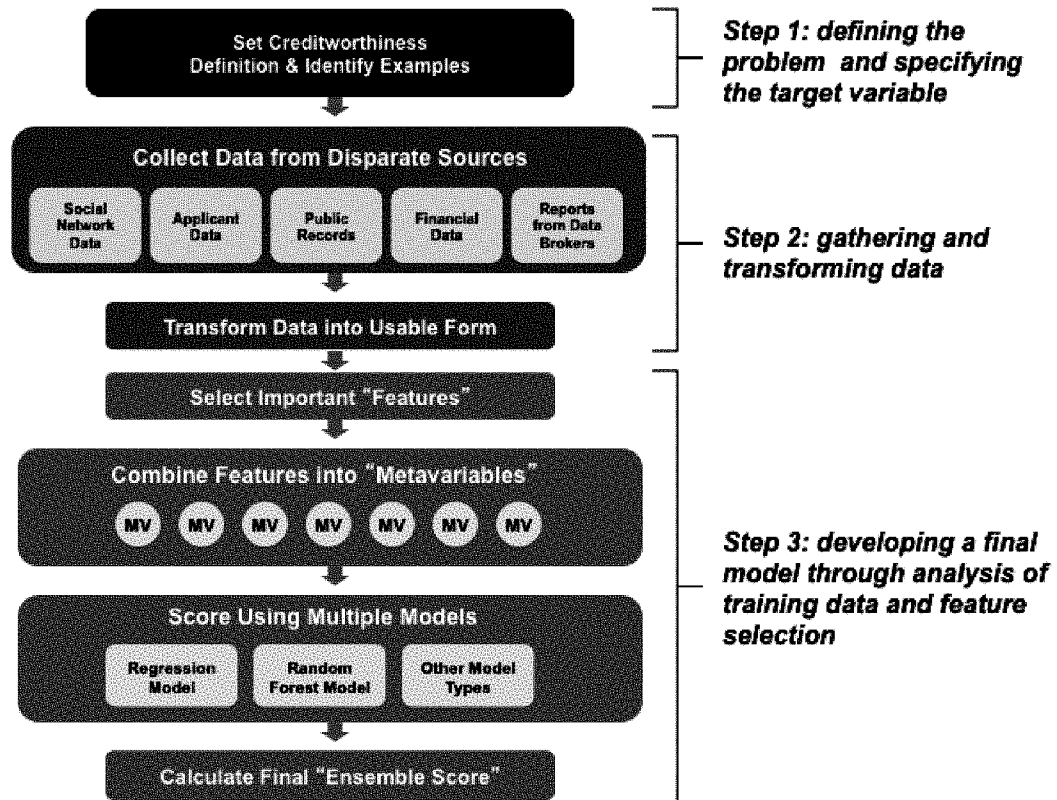 Set Creditworthiness
Definition & Identify Examples
Step 1: defining the
problem and specifying
the target variable
Collect Data from Disparate Sources
Social
Network
Data
Applicant
Data
Public
Records
Financial
Data
Reports
from Data
Brokers
Transform Data into Usable Form
Step 2: gathering and
transforming data
Select Important “Features”
Combine Features into “Metavariables”
MV MV MV MV MV MV MV
Score Using Multiple Models
Regression
Model
Random
Forest Model
Other Model
Types
Calculate Final “Ensemble Score”
Step 3: developing a final
model through analysis of
training data and feature
selection